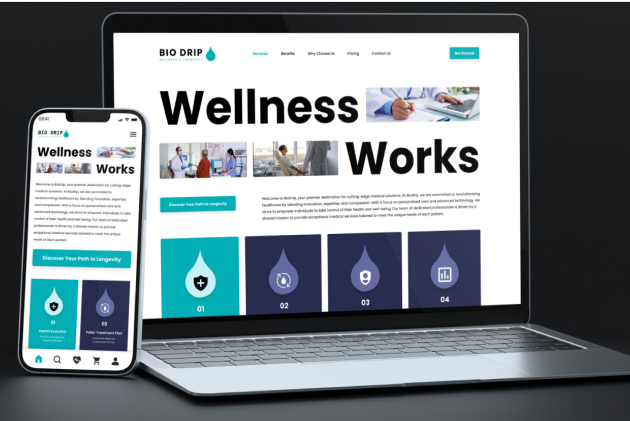 BIO DRIP
WELLNESS & LONGEVITY
Services
Benefits
Why Choose Us
Pricing
Contact Us
Get Started
Wellness
Works
Discover Your Path to Longevity
Welcome to BioDrip, your premier destination for cutting-edge medical solutions. At Biodrip, we are committed to revolutionizing
healthcare by blending innovation, expertise, and compassion. With a focus on personalized care and advanced technology, we
strive to empower individuals to take control of their health and well-being. Our team of dedicated professionals is driven by a
shared mission to provide exceptional medical services tailored to meet the unique needs of each patient.
01
02
03
04
09:41
BIO DRIP
Wellness
Works
Welcome to BioDrip, your premier destination for cutting-edge
medical solutions. At Biodrip, we are committed to
revolutionizing healthcare by blending innovation, expertise,
and compassion. With a focus on personalized care and
advanced technology, we strive to empower individuals to take
control of their health and well-being. Our team of dedicated
professionals is driven by a shared mission to provide
exceptional medical services tailored to meet the unique
needs of each patient.
Discover Your Path to Longevity
01
02